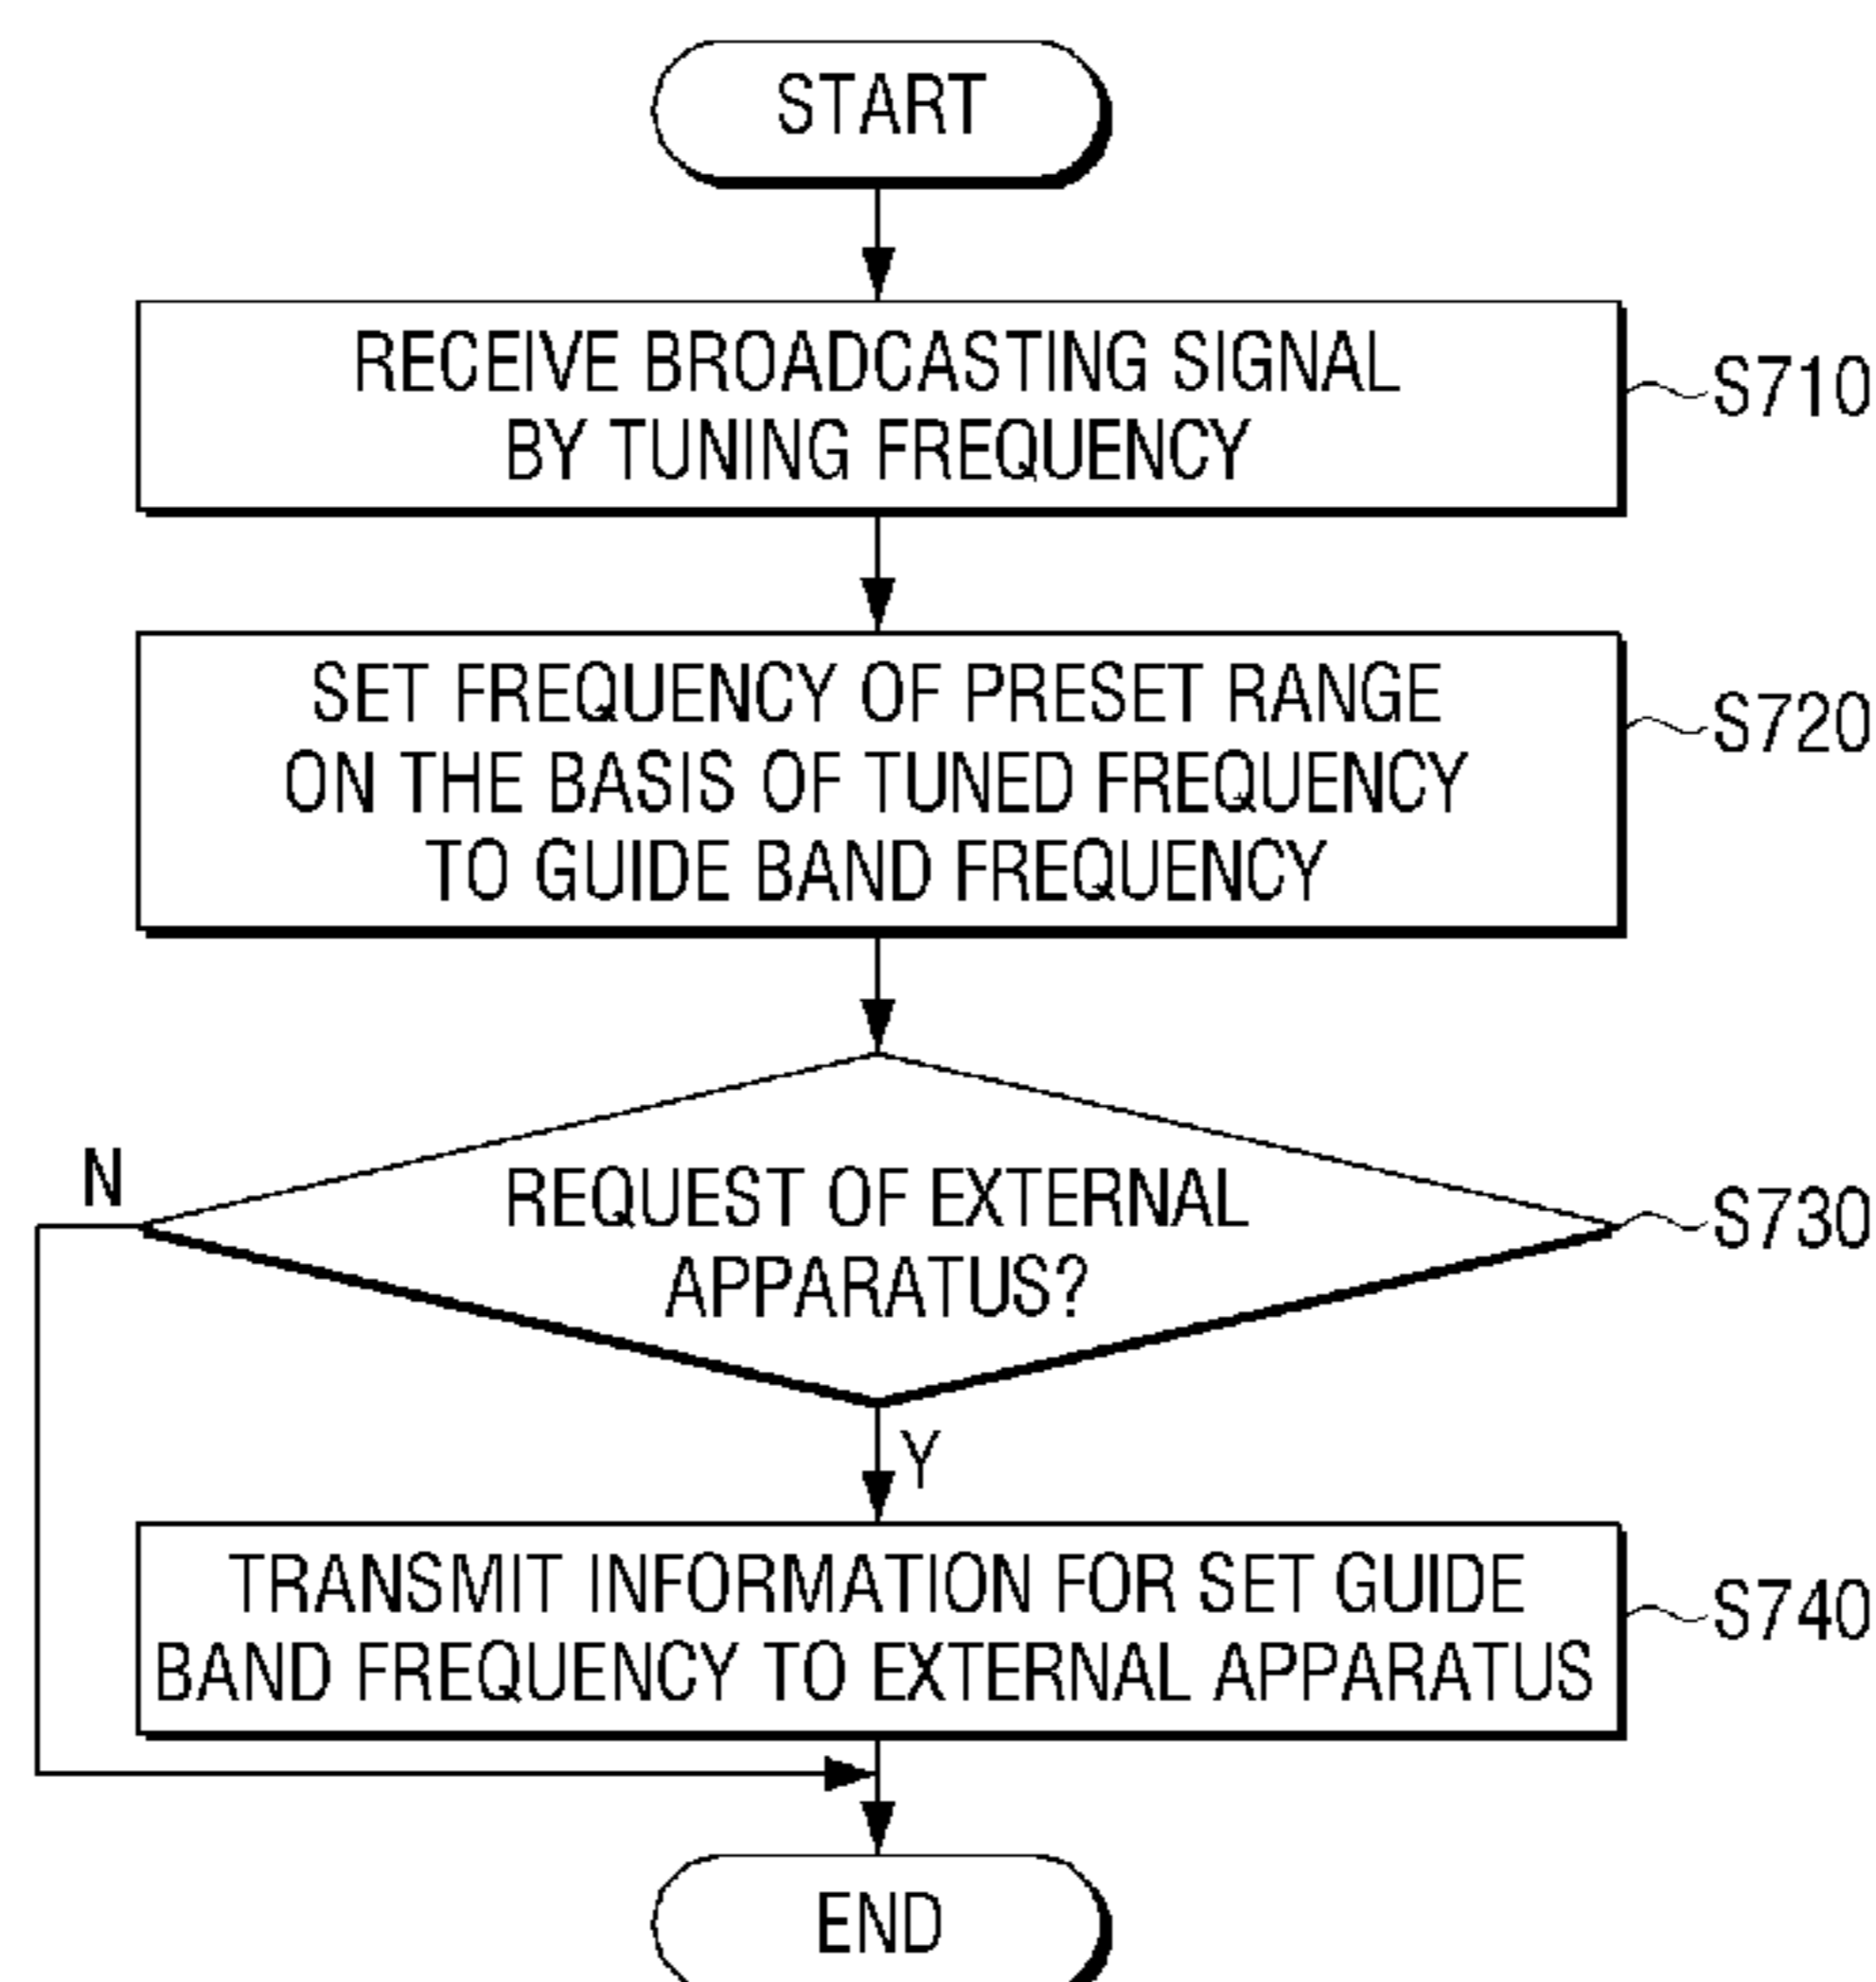 START
RECEIVE BROADCASTING SIGNAL
BY TUNING FREQUENCY
S710
SET FREQUENCY OF PRESET RANGE
ON THE BASIS OF TUNED FREQUENCY
TO GUIDE BAND FREQUENCY
S720
N
REQUEST OF EXTERNAL
APPARATUS?
S730
Y
TRANSMIT INFORMATION FOR SET GUIDE
BAND FREQUENCY TO EXTERNAL APPARATUS
S740
END